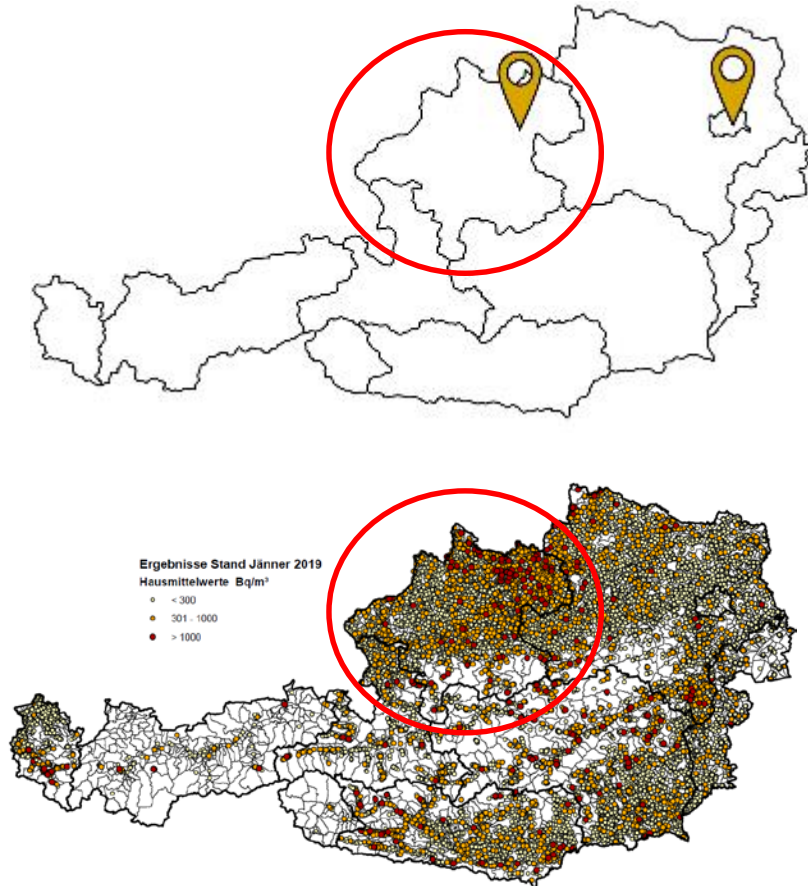 Ergebnisse Stand Jänner 2019
Hausmittelwerte Bq/m³
< 300
301 - 1000
> 1000